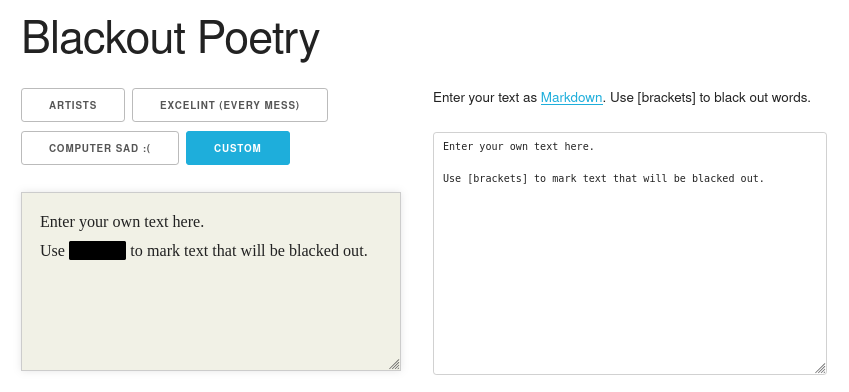 Blackout Poetry
ARTISTS
EXCELINT (EVERY MESS)
COMPUTER SAD :(
CUSTOM
Enter your own text here.
Use to mark text that will be blacked out.
Enter your text as Markdown. Use [brackets] to black out words.
Enter your own text here.
Use [brackets] to mark text that will be blacked out.